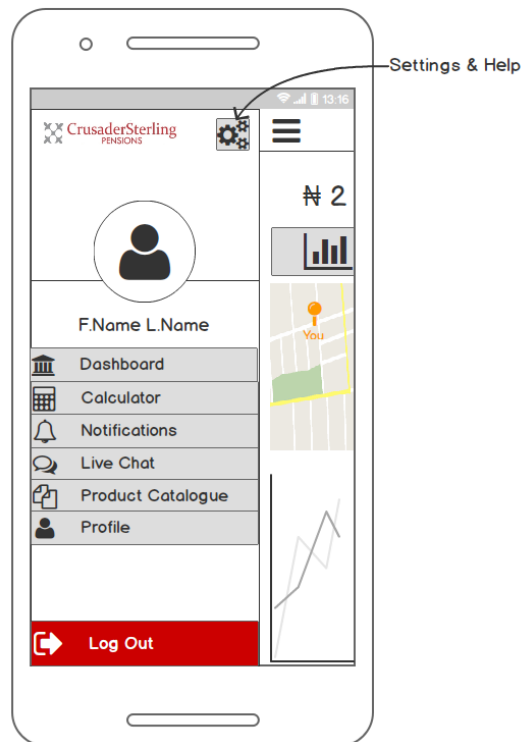 Settings & Help
13:16
CrusaderSterling
PENSIONS
₦ 2
You
F.Name L.Name
Dashboard
Calculator
Notifications
Live Chat
Product Catalogue
Profile
Log Out